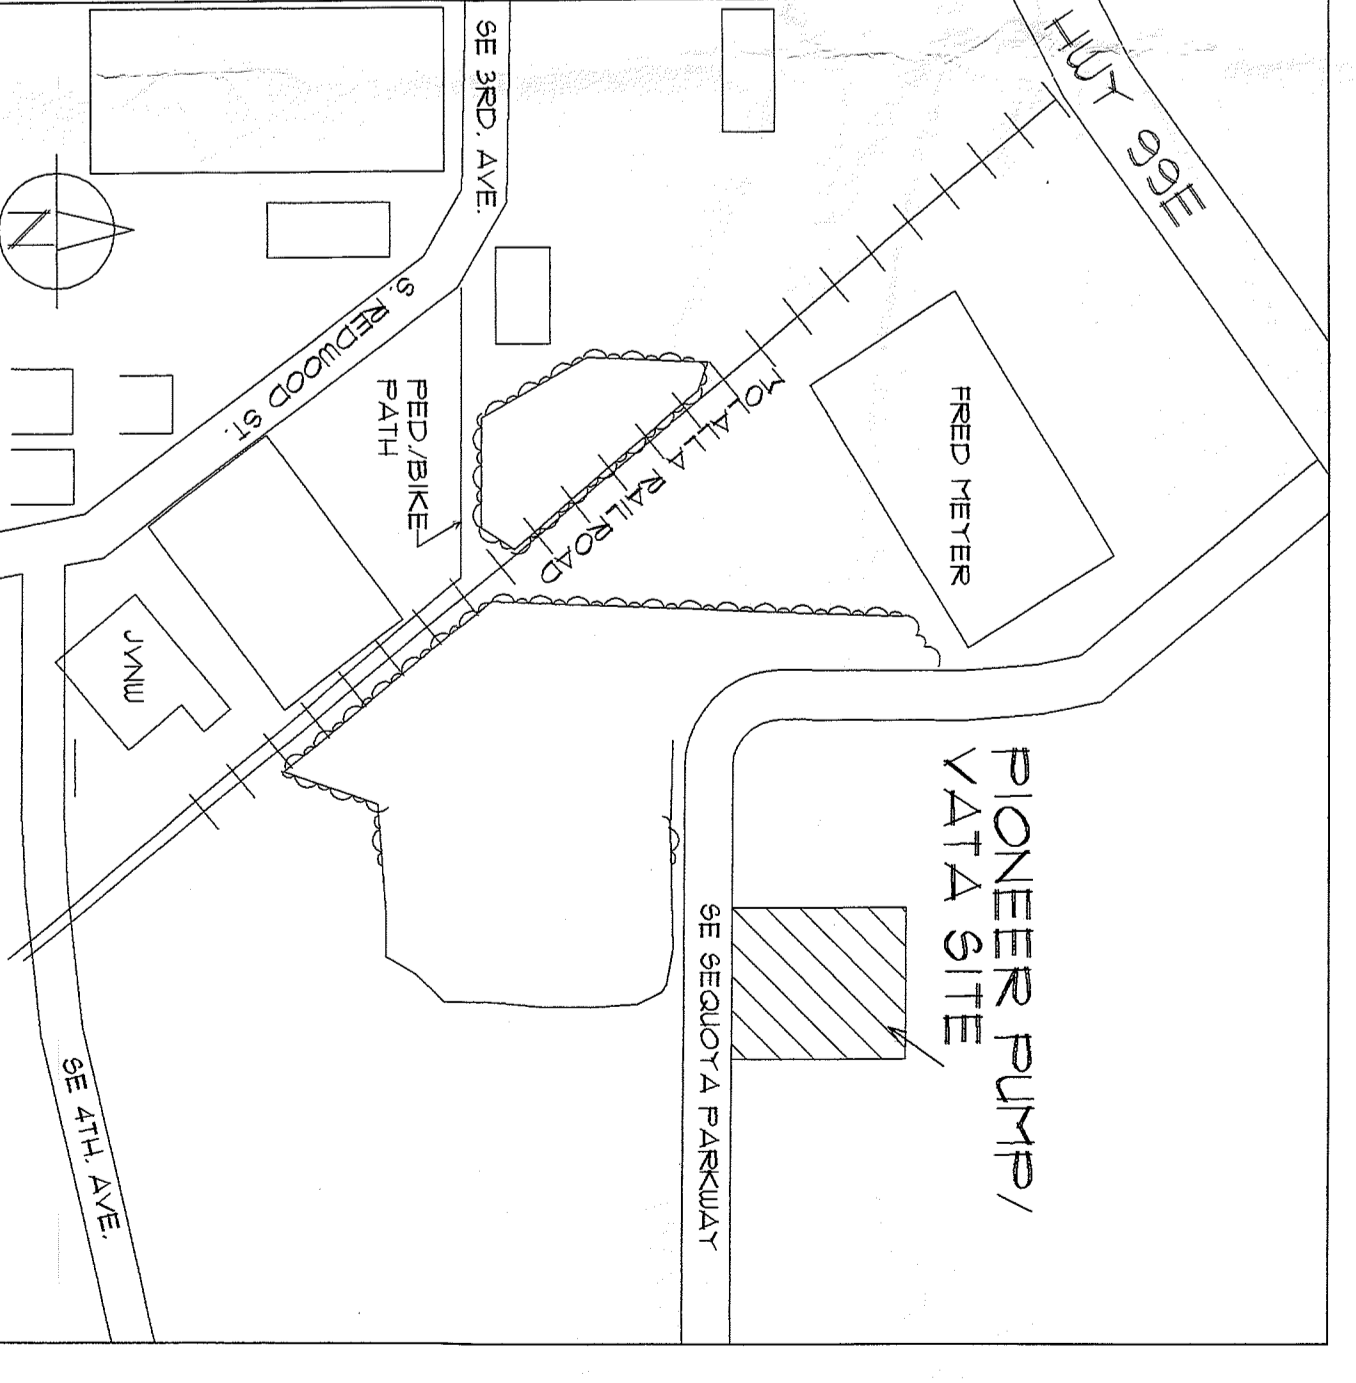 HWY 99E
SE 3RD. AVE.
FRED MEYER
MOLALLA RAILROAD
S. REDWOOD ST.
PED./BIKE
PATH
N
JVNW
PIONEER PUMP/
VATA SITE
SE SEQUOYA PARKWAY
SE 4TH. AVE.